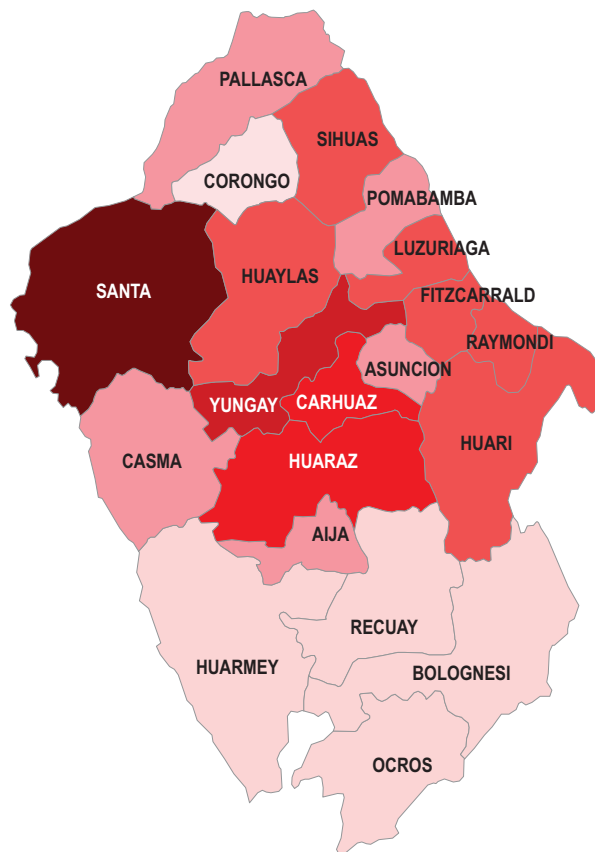 PALLASCA
SIHUAS
CORONGO
POMABAMBA
LUZURIAGA
HUAYLAS
SANTA
FITZCARRALD
RAYMONDI
ASUNCION
YUNGAY
CARHUAZ
HUARI
CASMA
HUARAZ
AIJA
RECUAY
HUARMEY
BOLOGNESI
OCROS